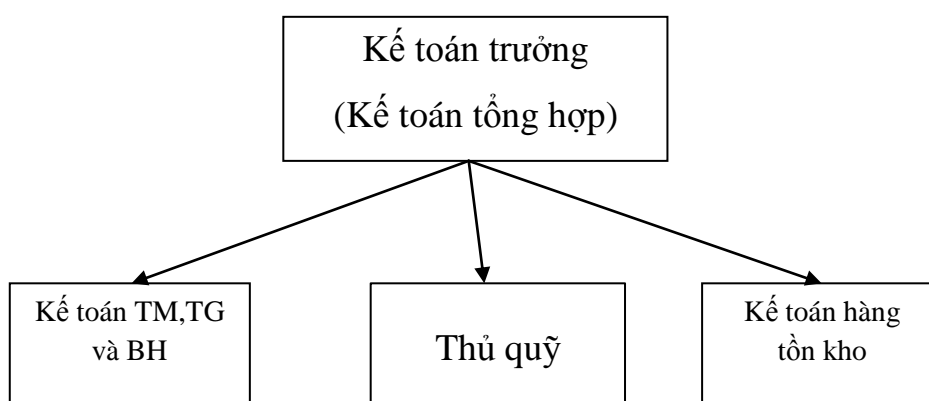 Kế toán trưởng
(Kế toán tổng hợp)
Kế toán TM,TG
và BH
Thủ quỹ
Kế toán hàng
tồn kho